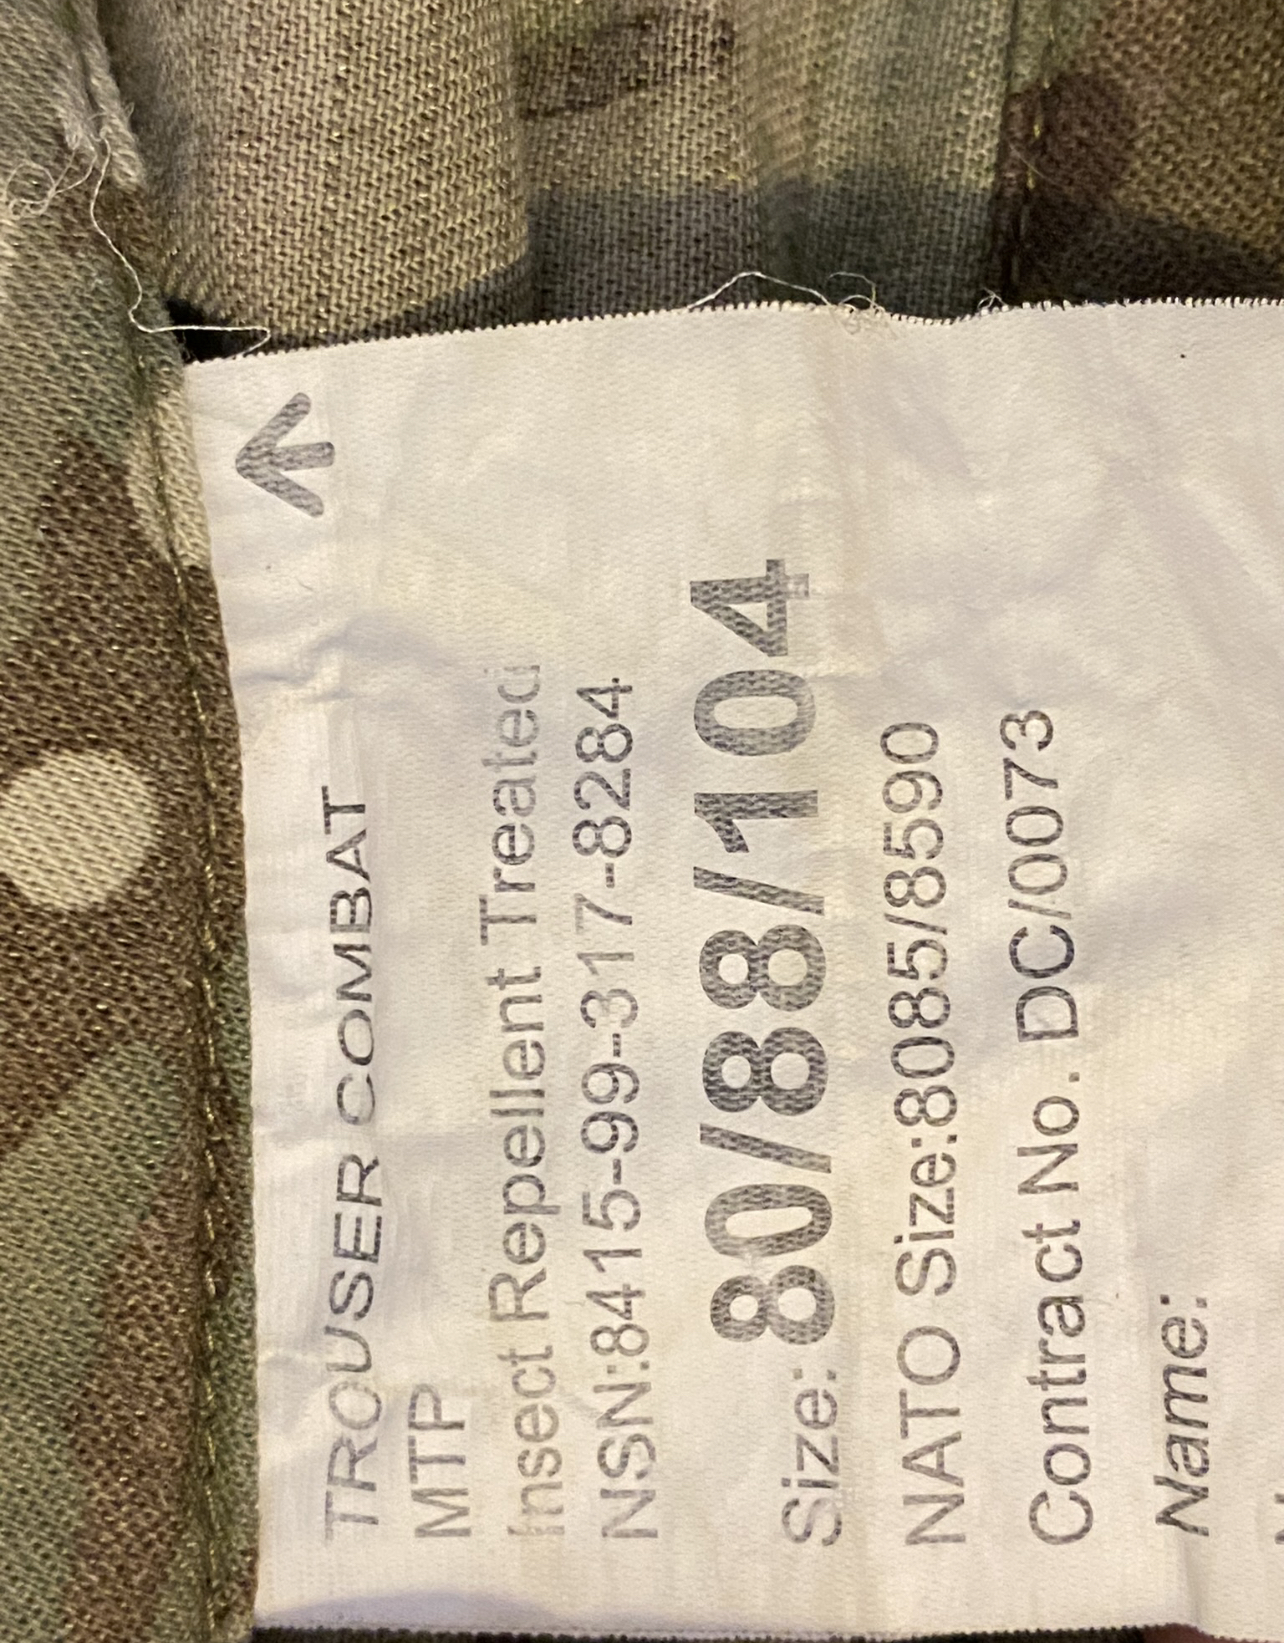 TROUSER COMBAT
MTP
Insect Repellent Treated
NSN:8415-99-317-8284
Size: 80/88/104
NATO Size:8085/8590
Contract No. DC/0073
Name: